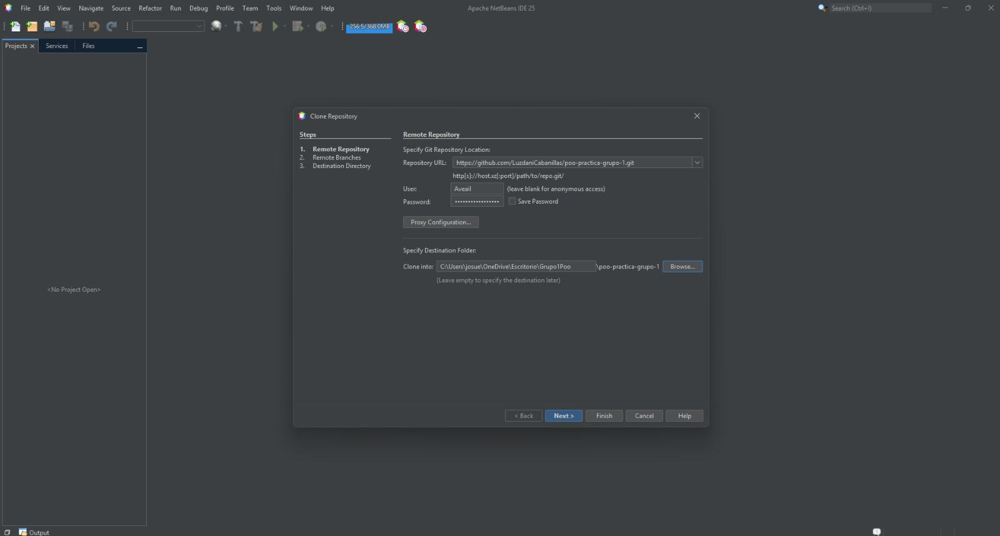 File Edit View Navigate Source Refactor Run Debug Profile Team Tools Window Help
Apache NetBeans IDE 25
Search (Ctrl+I)
256.5/368.0MB
Projects
Services
Files
<No Project Open>
Clone Repository
Steps
1. Remote Repository
2. Remote Branches
3. Destination Directory
Remote Repository
Specify Git Repository Location:
Repository URL: https://github.com/LuzdaniCabanillas/poo-practica-grupo-1.git
http[s]://host.xz[:port]/path/to/repo.git/
User: Aveail (leave blank for anonymous access)
Password: ••••••••••••••••• Save Password
Proxy Configuration...
Specify Destination Folder:
Clone into: C:\Users\josue\OneDrive\Escritorio\Grupo1Poo \poo-practica-grupo-1 Browse...
(Leave empty to specify the destination later)
< Back Next > Finish Cancel Help
Output